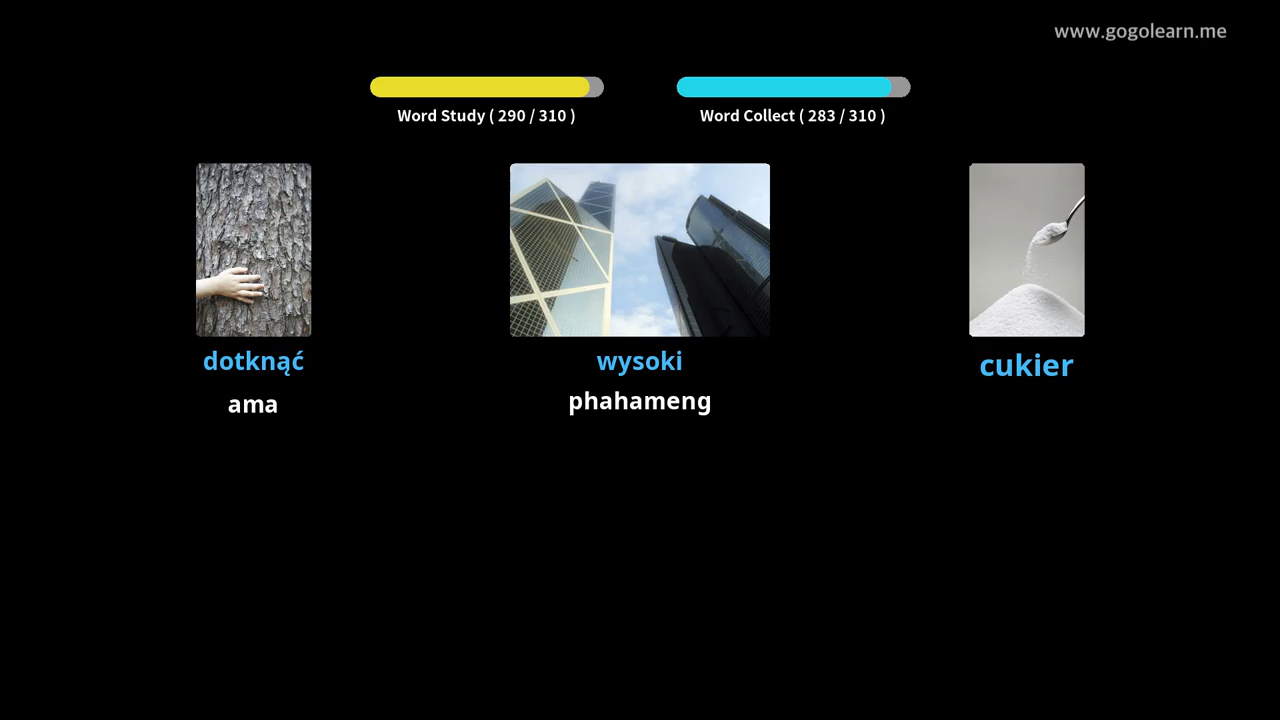 www.gogolearn.me
Word Study ( 290 / 310 )
Word Collect ( 283 / 310 )
dotknąć
ama
wysoki
phahameng
cukier